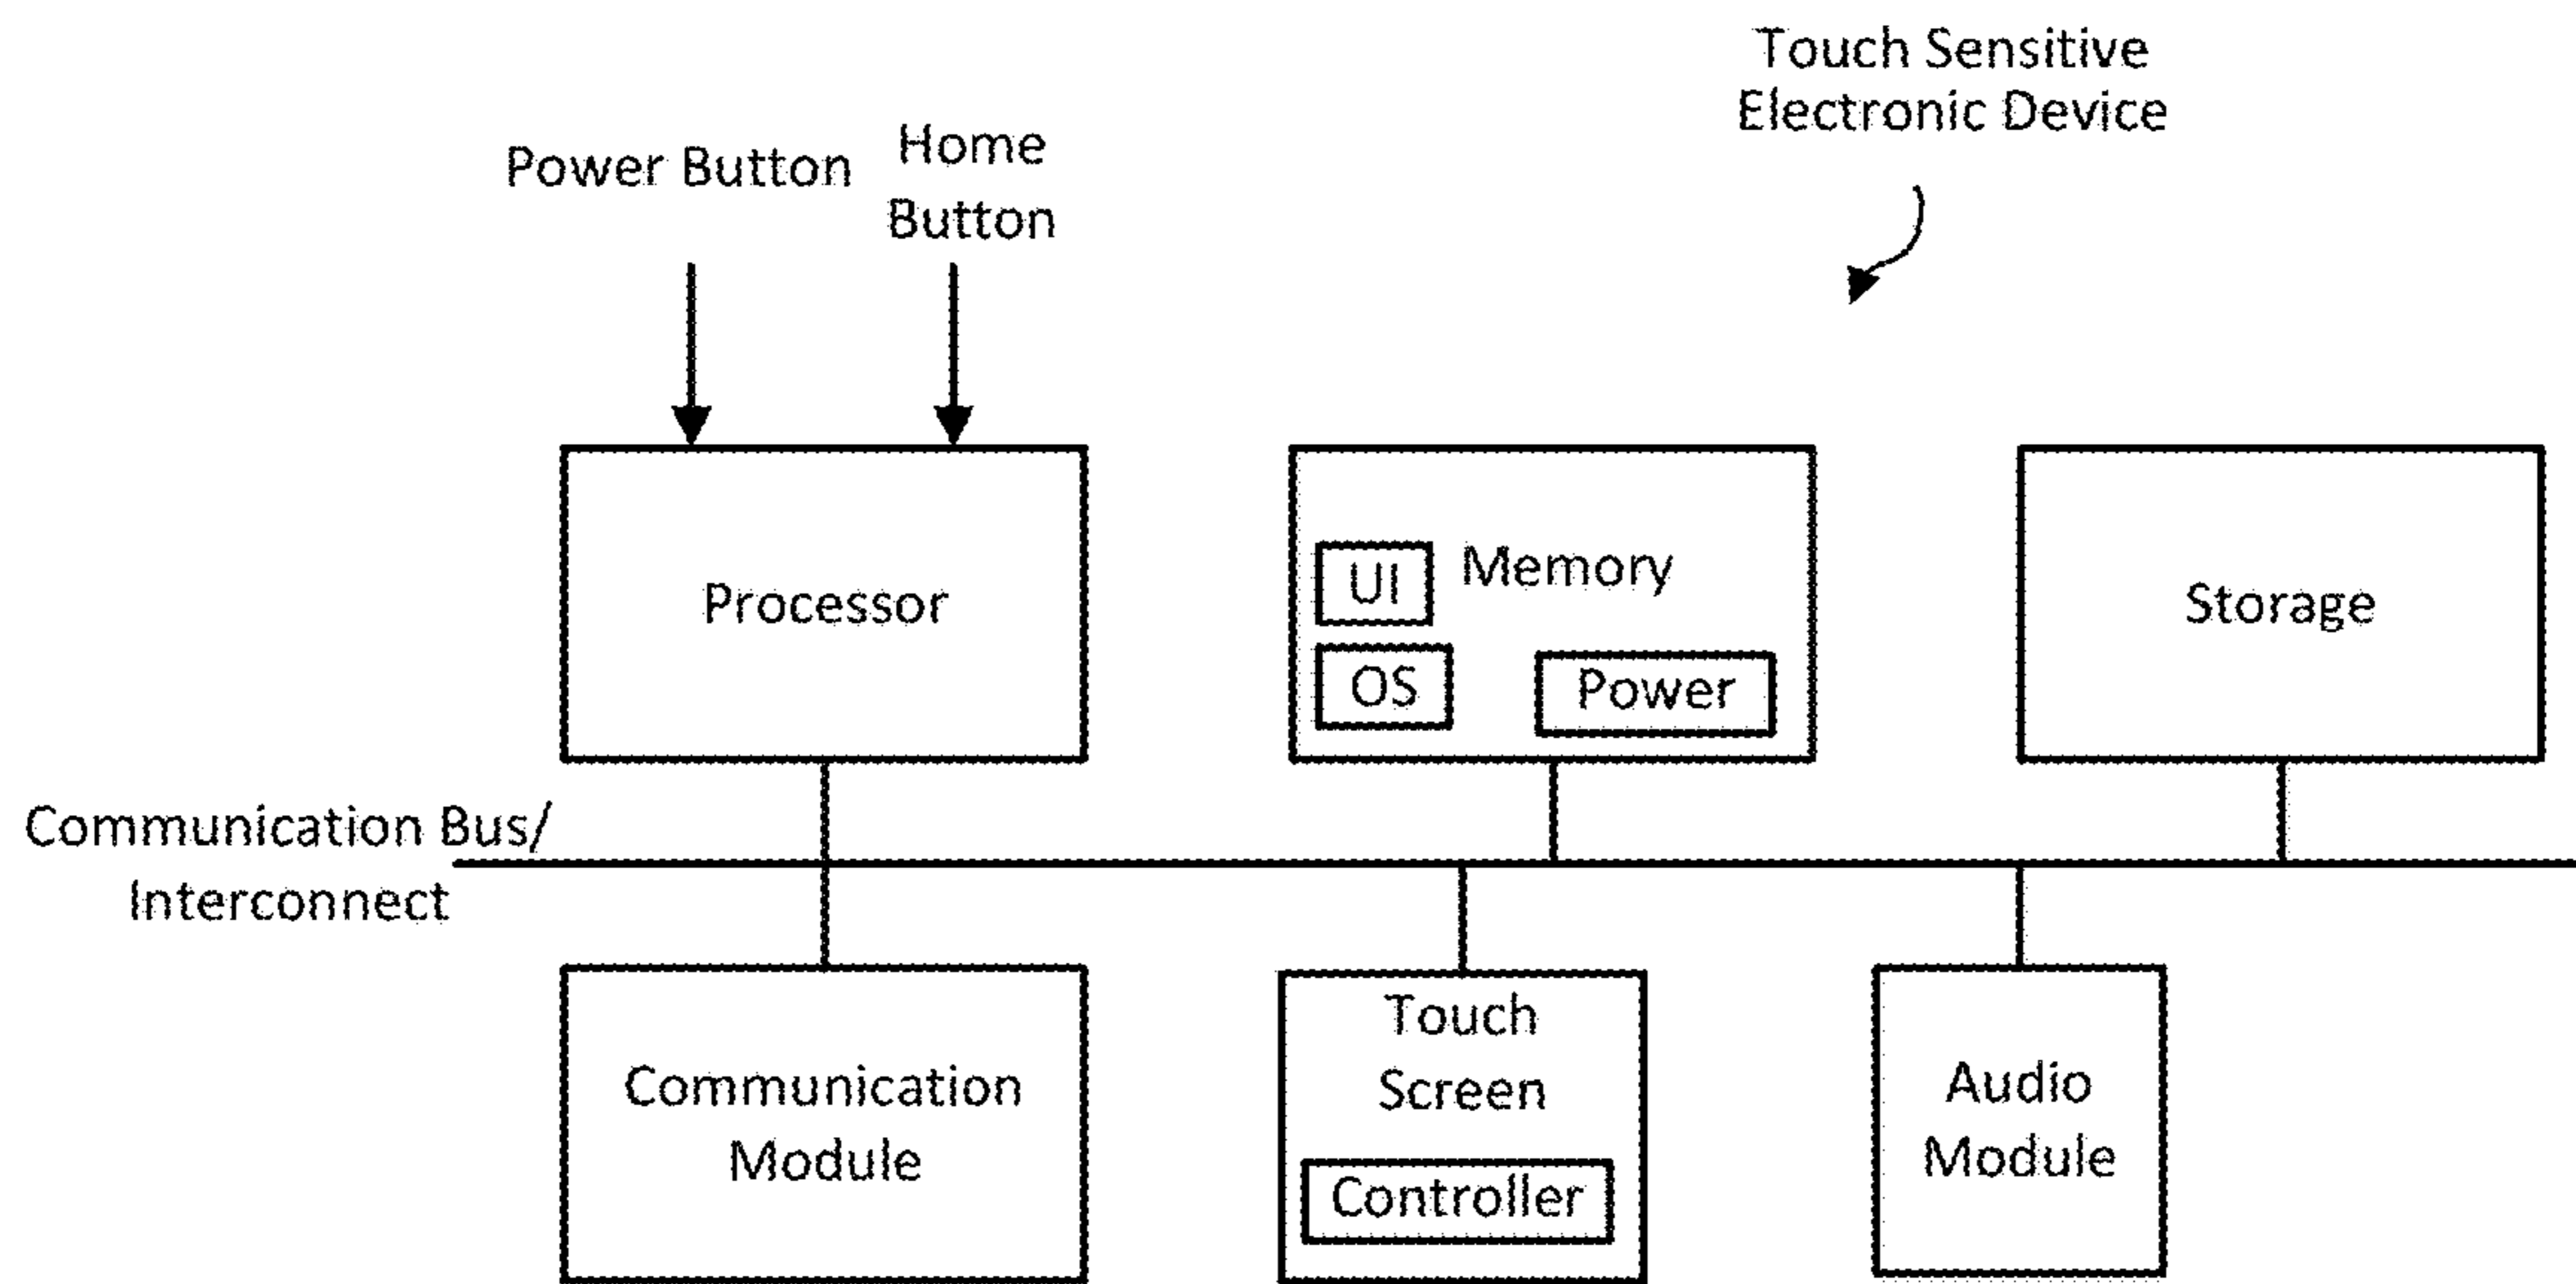 Touch Sensitive
Electronic Device
Power Button
Home
Button
Processor
UI
Memory
OS
Power
Storage
Communication Bus/
Interconnect
Communication
Module
Touch
Screen
Controller
Audio
Module